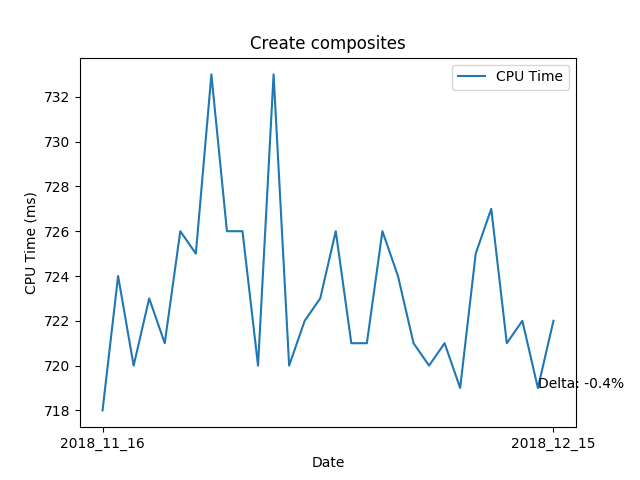 Create composites
CPU Time
732
730
728
726
724
722
720
718
CPU Time (ms)
Delta: -0.4%
2018_11_16
2018_12_15
Date